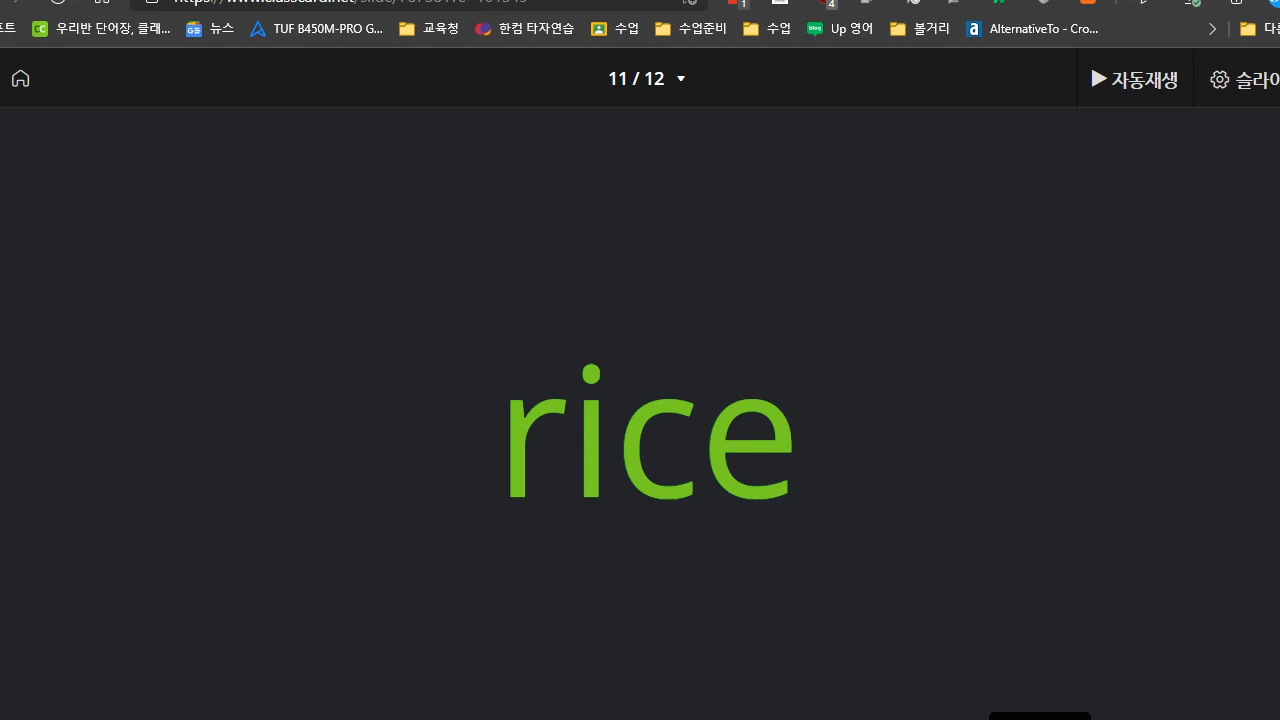 우리반 단어장, 클래... 뉴스 TUF B450M-PRO G... 교육청 한컴 타자연습 수업 수업준비 수업 Up 영어 볼거리 AlternativeTo - Cro...
11 / 12 자동재생
rice